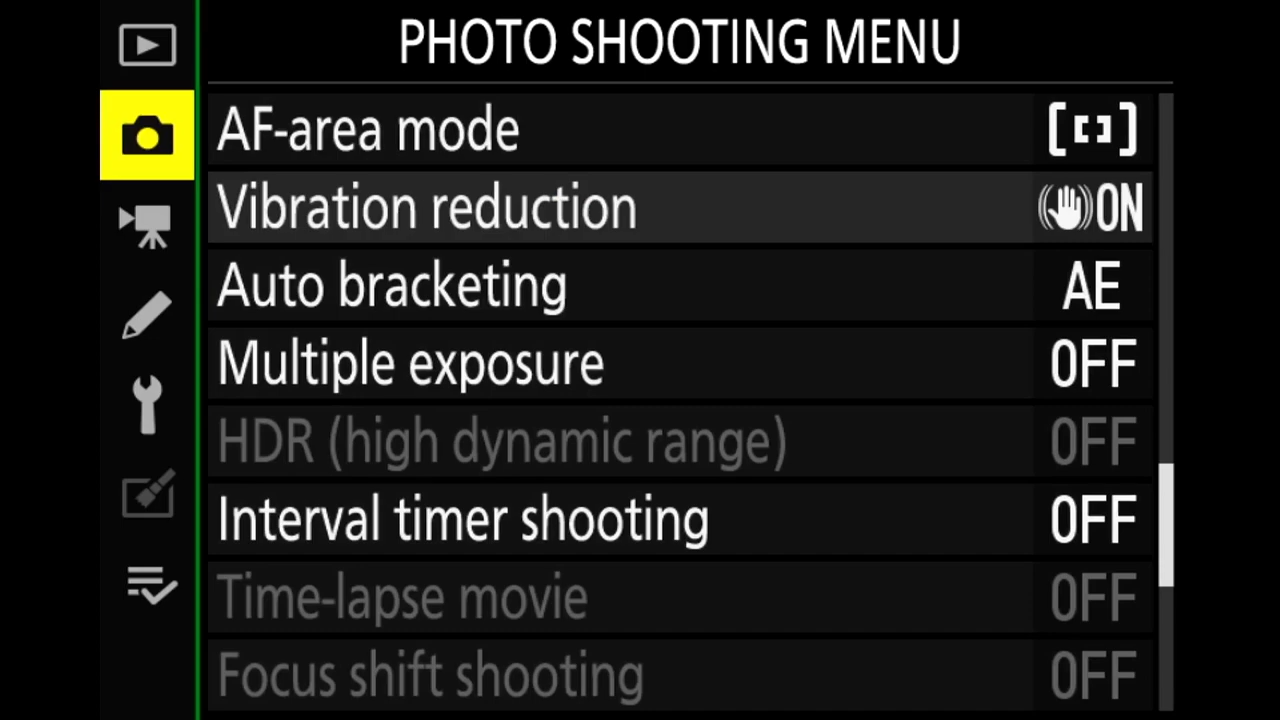 PHOTO SHOOTING MENU
AF-area mode
Vibration reduction ON
Auto bracketing AE
Multiple exposure OFF
HDR (high dynamic range) OFF
Interval timer shooting OFF
Time-lapse movie OFF
Focus shift shooting OFF